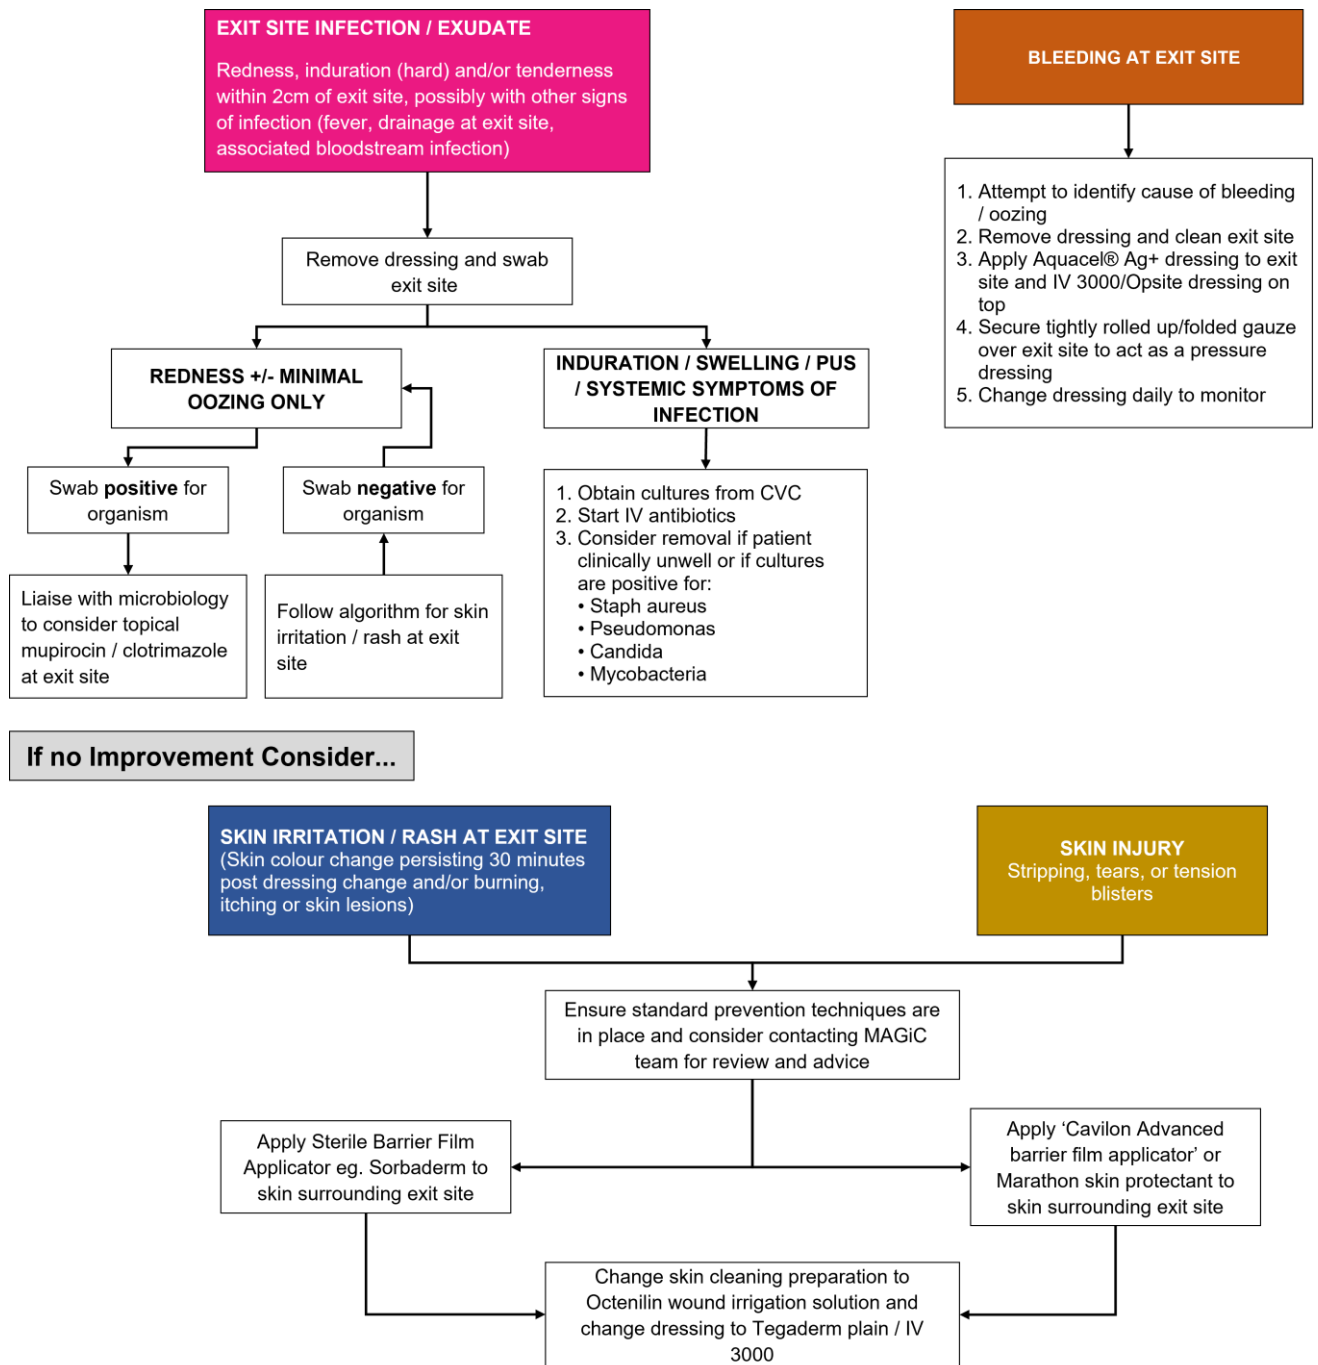 EXIT SITE INFECTION / EXUDATE
Redness, induration (hard) and/or tenderness
within 2cm of exit site, possibly with other signs
of infection (fever, drainage at exit site,
associated bloodstream infection)
BLEEDING AT EXIT SITE
1. Attempt to identify cause of bleeding
/ oozing
2. Remove dressing and clean exit site
3. Apply Aquacel® Ag+ dressing to exit
site and IV 3000/Opsite dressing on
top
4. Secure tightly rolled up/folded gauze
over exit site to act as a pressure
dressing
5. Change dressing daily to monitor
Remove dressing and swab
exit site
REDNESS +/- MINIMAL
OOZING ONLY
INDURATION / SWELLING / PUS
/ SYSTEMIC SYMPTOMS OF
INFECTION
Swab positive for
organism
Swab negative for
organism
Liaise with microbiology
to consider topical
mupirocin / clotrimazole
at exit site
Follow algorithm for skin
irritation / rash at exit
site
1. Obtain cultures from CVC
2. Start IV antibiotics
3. Consider removal if patient
clinically unwell or if cultures
are positive for:
• Staph aureus
• Pseudomonas
• Candida
• Mycobacteria
If no Improvement Consider...
SKIN IRRITATION / RASH AT EXIT SITE
(Skin colour change persisting 30 minutes
post dressing change and/or burning,
itching or skin lesions)
SKIN INJURY
Stripping, tears, or tension
blisters
Ensure standard prevention techniques are
in place and consider contacting MAGiC
team for review and advice
Apply Sterile Barrier Film
Applicator eg. Sorbaderm to
skin surrounding exit site
Apply ‘Cavilon Advanced
barrier film applicator’ or
Marathon skin protectant to
skin surrounding exit site
Change skin cleaning preparation to
Octenilin wound irrigation solution and
change dressing to Tegaderm plain / IV
3000